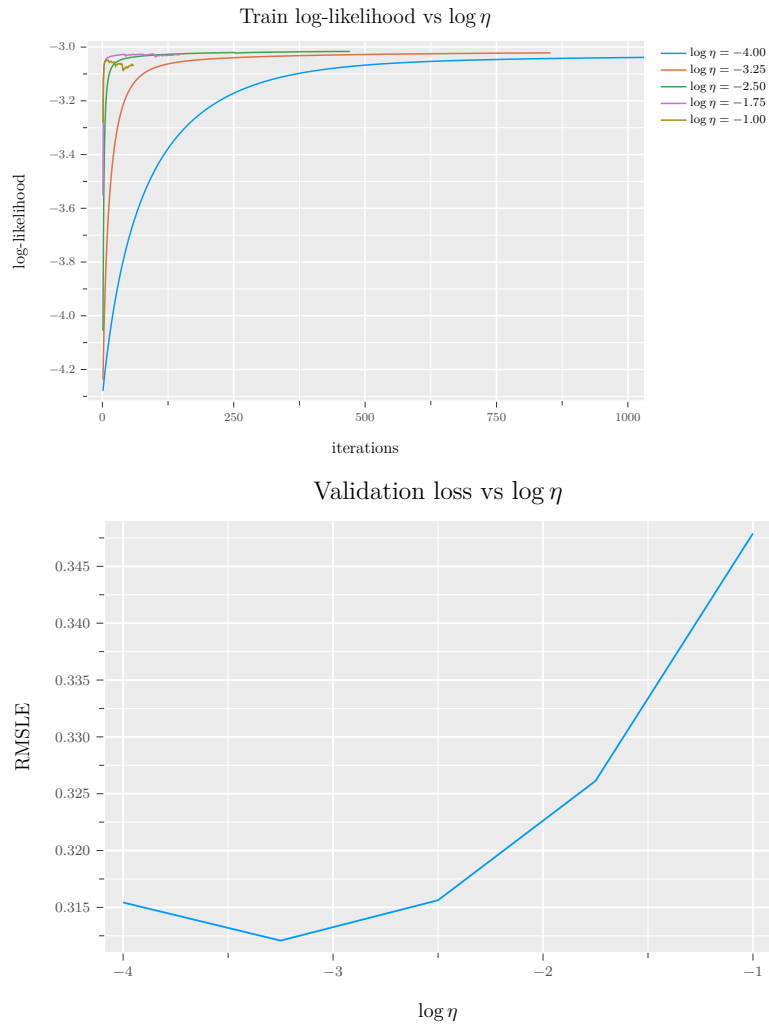 Train log-likelihood vs log η
−3.0
−3.2
−3.4
−3.6
−3.8
−4.0
−4.2
log-likelihood
0
250
500
750
1000
iterations
log η = −4.00
log η = −3.25
log η = −2.50
log η = −1.75
log η = −1.00
Validation loss vs log η
0.345
0.340
0.335
0.330
0.325
0.320
0.315
RMSLE
−4
−3
−2
−1
log η